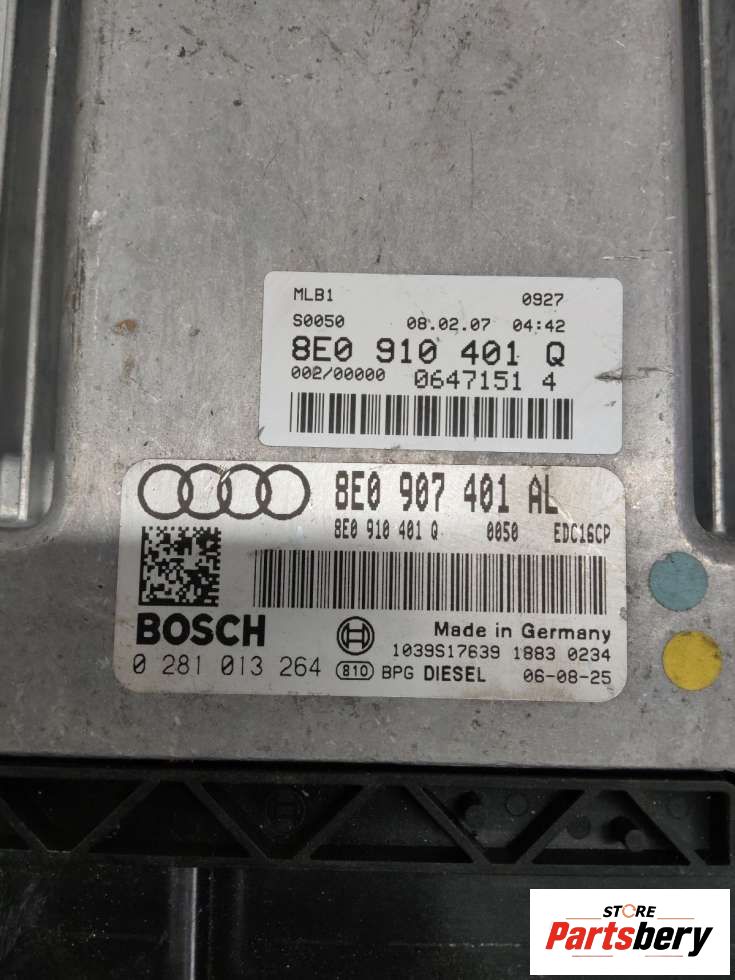 MLB1 0927
S0050 08.02.07 04:42
8E0 910 401 Q
002/00000 0647151 4
8E0 907 401 AL
8E0 910 401 Q 0050 EDC16CP
BOSCH
Made in Germany
1039S17639 1883 0234
0 281 013 264 810 BPG DIESEL 06-08-25
STORE
Partsbery